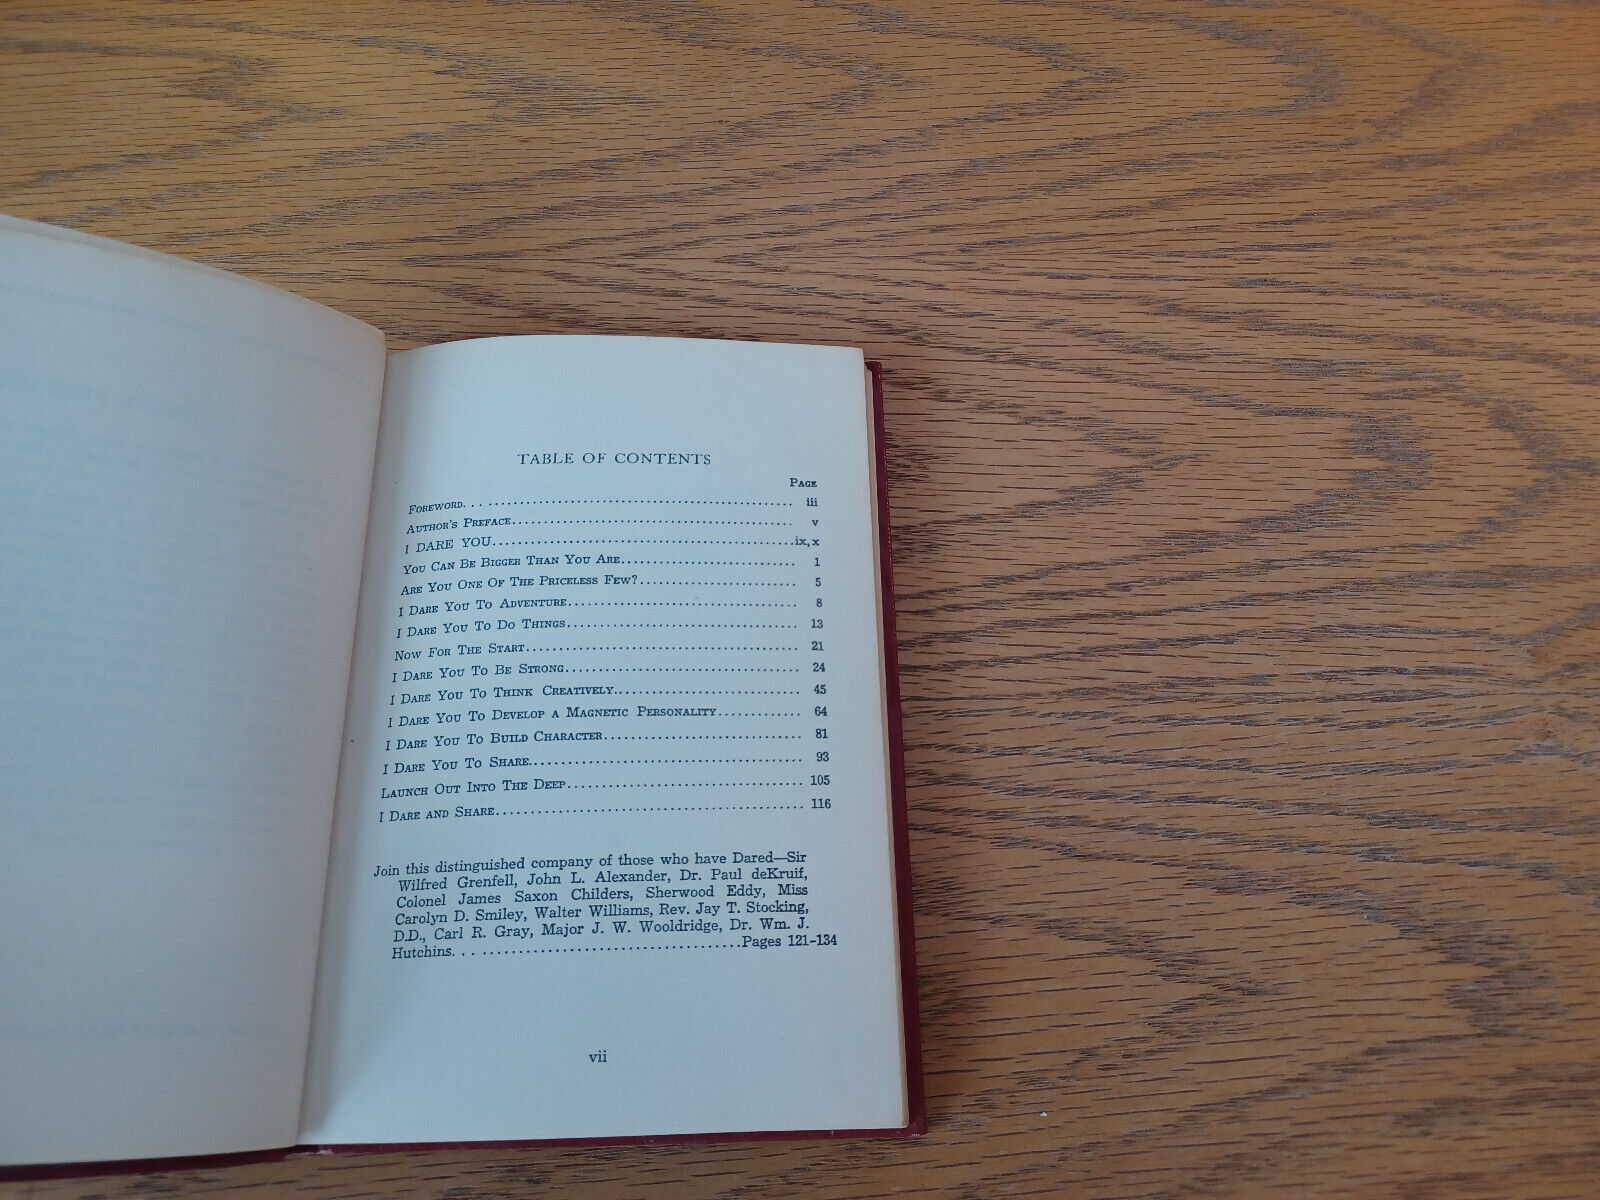 TABLE OF CONTENTS
PAGE
FOREWORD. . . ................................................ iii
AUTHOR'S PREFACE.......................................... v
I DARE YOU.............................................ix, x
YOU CAN BE BIGGER THAN YOU ARE.......................... 1
ARE YOU ONE OF THE PRICELESS FEW?........................ 5
I DARE YOU TO ADVENTURE................................... 8
I DARE YOU TO DO THINGS................................... 13
NOW FOR THE START......................................... 21
I DARE YOU TO BE STRONG................................... 24
I DARE YOU TO THINK CREATIVELY............................ 45
I DARE YOU TO DEVELOP A MAGNETIC PERSONALITY............. 64
I DARE YOU TO BUILD CHARACTER.............................. 81
I DARE YOU TO SHARE......................................... 93
LAUNCH OUT INTO THE DEEP.................................... 105
I DARE AND SHARE............................................ 116
Join this distinguished company of those who have Dared—Sir
Wilfred Grenfell, John L. Alexander, Dr. Paul deKruif,
Colonel James Saxon Childers, Sherwood Eddy, Miss
Carolyn D. Smiley, Walter Williams, Rev. Jay T. Stocking,
D.D., Carl R. Gray, Major J. W. Wooldridge, Dr. Wm. J.
Hutchins. . . ......................................Pages 121-134
vii